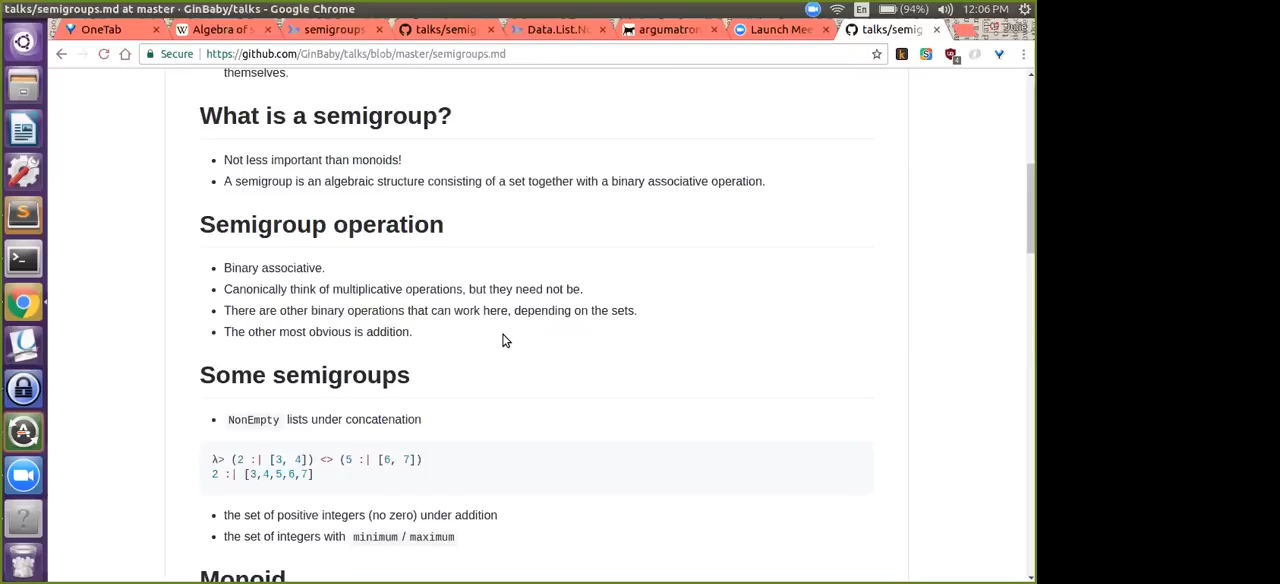 talks/semigroups.md at master · GinBaby/talks - Google Chrome
En (94%) 12:06 PM
OneTab × Algebra of s × semigroups × talks/semig × Data.List.N × argumatron × Launch Mee × talks/semig ×
Secure https://github.com/GinBaby/talks/blob/master/semigroups.md
themselves.
What is a semigroup?
• Not less important than monoids!
• A semigroup is an algebraic structure consisting of a set together with a binary associative operation.
Semigroup operation
• Binary associative.
• Canonically think of multiplicative operations, but they need not be.
• There are other binary operations that can work here, depending on the sets.
• The other most obvious is addition.
Some semigroups
• NonEmpty lists under concatenation
λ> (2 :| [3, 4]) <> (5 :| [6, 7])
2 :| [3,4,5,6,7]
• the set of positive integers (no zero) under addition
• the set of integers with minimum / maximum
Monoid